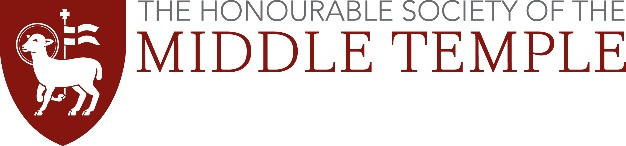 THE HONOURABLE SOCIETY OF THE
MIDDLE TEMPLE